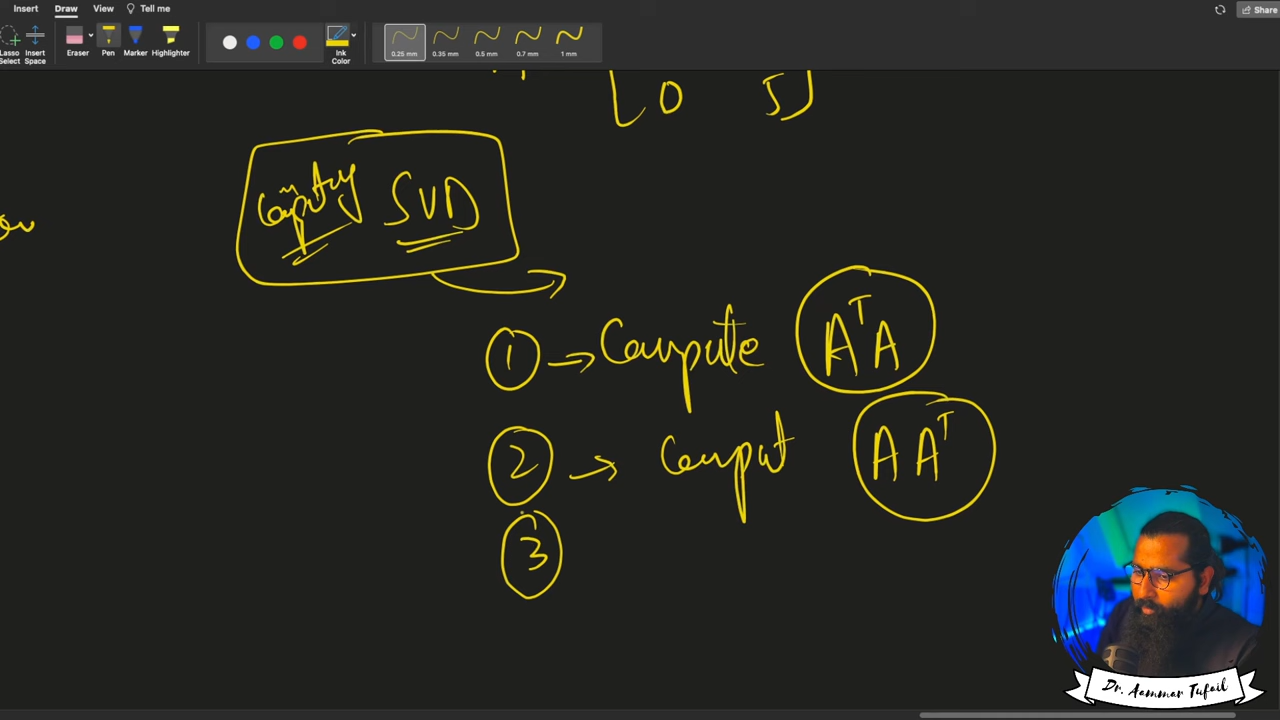 Insert Draw View Tell me Share
Lasso Select
Insert Space
Eraser
Pen
Marker
Highlighter
Ink Color
0.25 mm
0.35 mm
0.5 mm
0.7 mm
1 mm
[0 5]
SVD
1 → Compute AᵀA
2 → Comput AAᵀ
3
Dr. Aammar Tufail